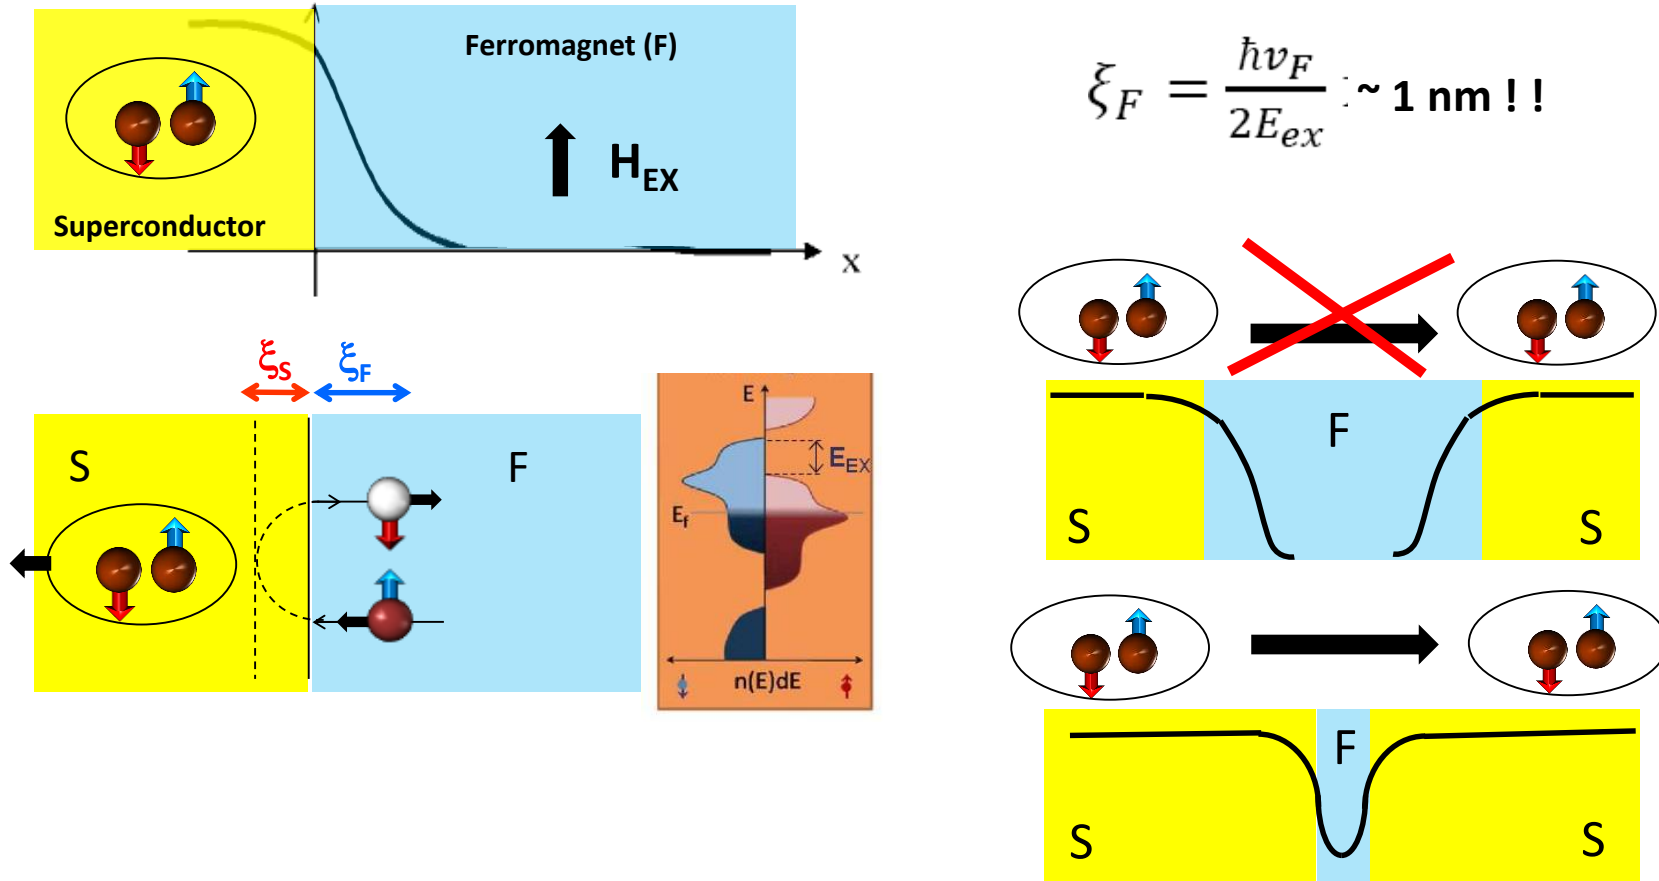 Ferromagnet (F)
H_EX
Superconductor
x
ξ_F = ħv_F / 2E_ex ~ 1 nm ! !
ξ_S ξ_F
S F
E
E_EX
E_f
n(E)dE
F
S S
F
S S